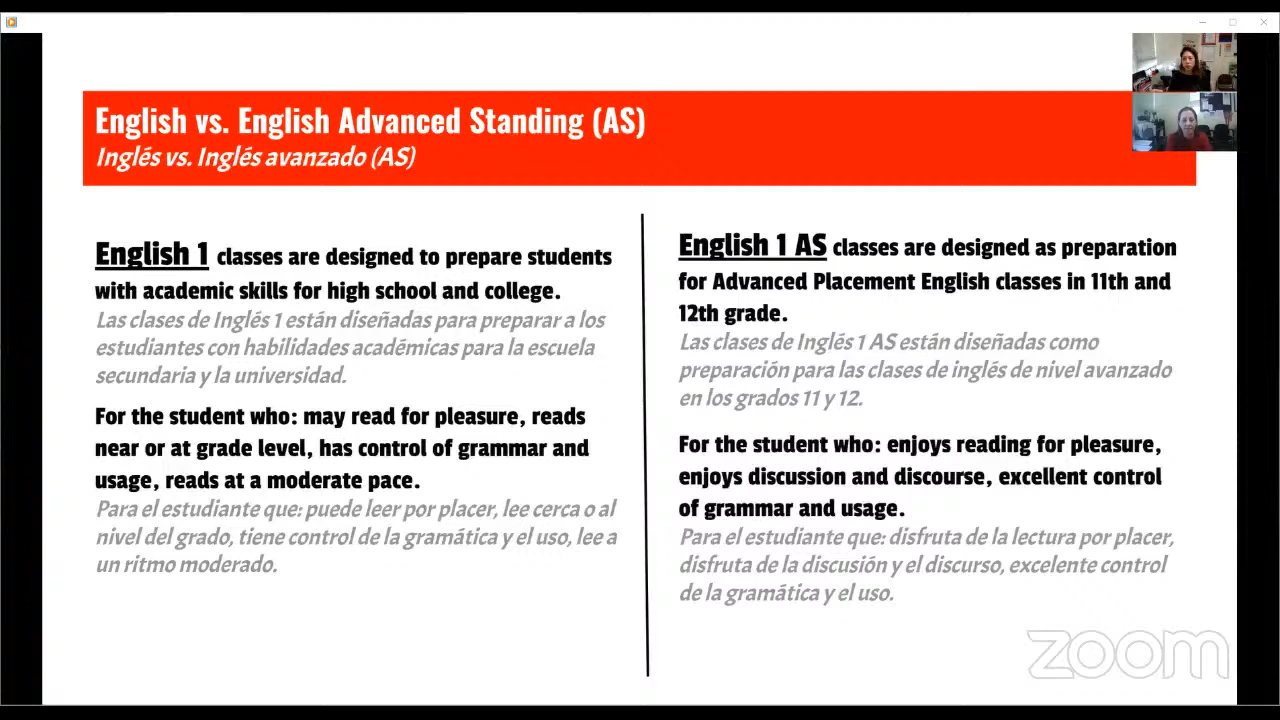 English vs. English Advanced Standing (AS)
Inglés vs. Inglés avanzado (AS)
English 1 classes are designed to prepare students
with academic skills for high school and college.
Las clases de Inglés 1 están diseñadas para preparar a los
estudiantes con habilidades académicas para la escuela
secundaria y la universidad.
For the student who: may read for pleasure, reads
near or at grade level, has control of grammar and
usage, reads at a moderate pace.
Para el estudiante que: puede leer por placer, lee cerca o al
nivel del grado, tiene control de la gramática y el uso, lee a
un ritmo moderado.
English 1 AS classes are designed as preparation
for Advanced Placement English classes in 11th and
12th grade.
Las clases de Inglés 1 AS están diseñadas como
preparación para las clases de inglés de nivel avanzado
en los grados 11 y 12.
For the student who: enjoys reading for pleasure,
enjoys discussion and discourse, excellent control
of grammar and usage.
Para el estudiante que: disfruta de la lectura por placer,
disfruta de la discusión y el discurso, excelente control
de la gramática y el uso.
zoom